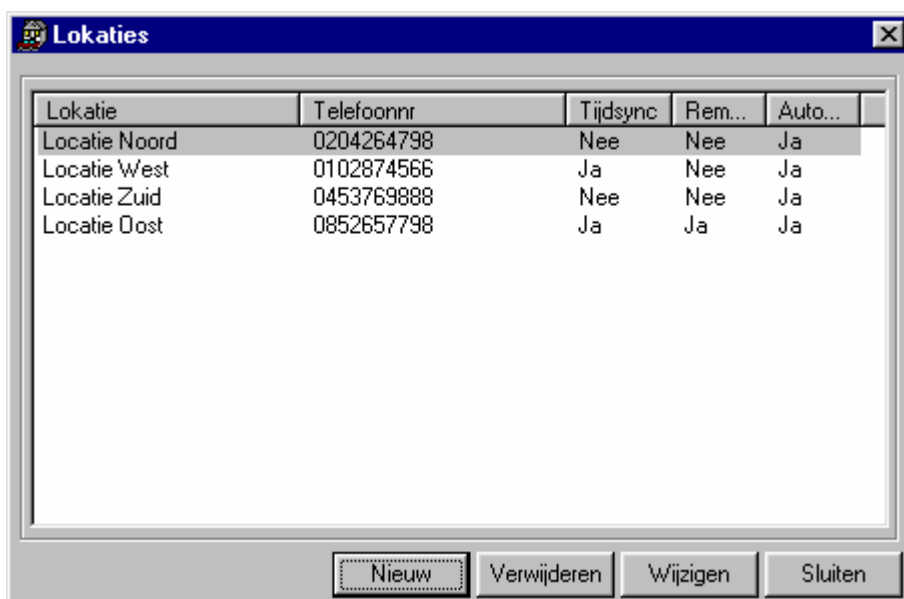 Lokaties
Lokatie Telefoonnr Tijdsync Rem... Auto...
Locatie Noord 0204264798 Nee Nee Ja
Locatie West 0102874566 Ja Nee Ja
Locatie Zuid 0453769888 Nee Nee Ja
Locatie Oost 0852657798 Ja Ja Ja
Nieuw Verwijderen Wijzigen Sluiten